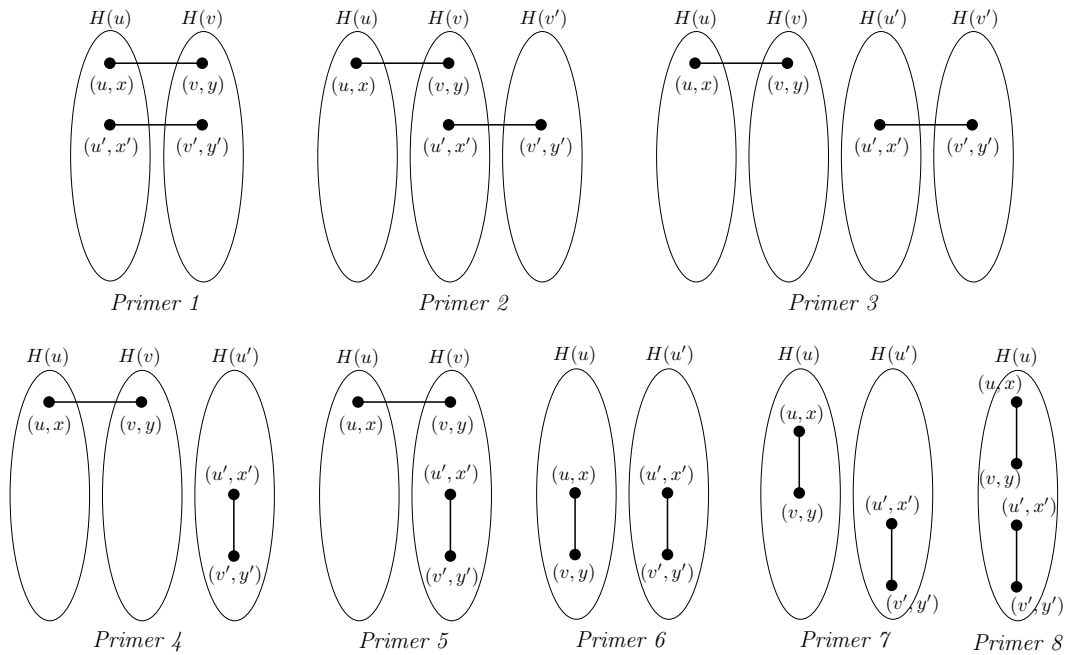 H(u) H(v) H(u) H(v) H(v′) H(u) H(v) H(u′) H(v′)
(u, x) (v, y) (u, x) (v, y) (u, x) (v, y)
(u′, x′) (v′, y′) (u′, x′) (v′, y′) (u′, x′) (v′, y′)
Primer 1 Primer 2 Primer 3
H(u) H(v) H(u′) H(u) H(v) H(u) H(u′) H(u) H(u′) H(u)
(u, x)
(u, x) (v, y) (u, x) (v, y) (u, x)
(u′, x′) (u′, x′) (u, x) (u′, x′) (v, y)
(v, y) (u′, x′) (u′, x′)
(v′, y′) (v′, y′) (v, y) (v′, y′)
(v′, y′) (v′, y′)
Primer 4 Primer 5 Primer 6 Primer 7 Primer 8